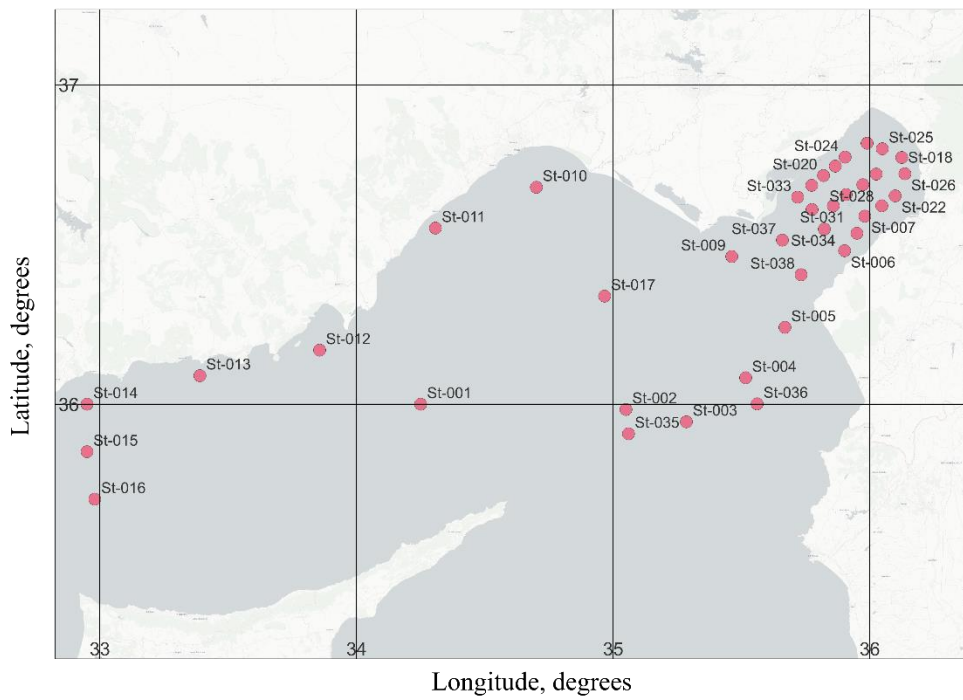 37
St-025
St-024
St-018
St-020
St-010
St-026
St-033
St-028
St-022
St-031
St-011
St-037
St-007
St-034
St-009
St-006
St-038
St-017
St-005
St-012
St-013
St-004
St-014
St-001
St-036
36
St-002
St-003
St-035
St-015
St-016
33
34
35
36
Latitude, degrees
Longitude, degrees